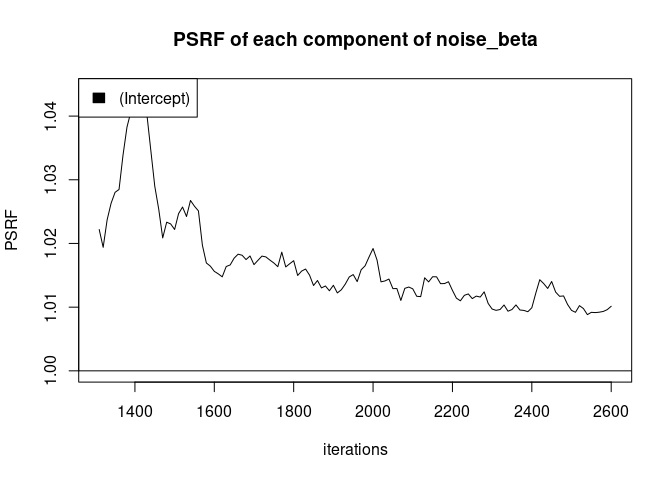 PSRF of each component of noise_beta
(Intercept)
PSRF
1.04
1.03
1.02
1.01
1.00
1400 1600 1800 2000 2200 2400 2600
iterations